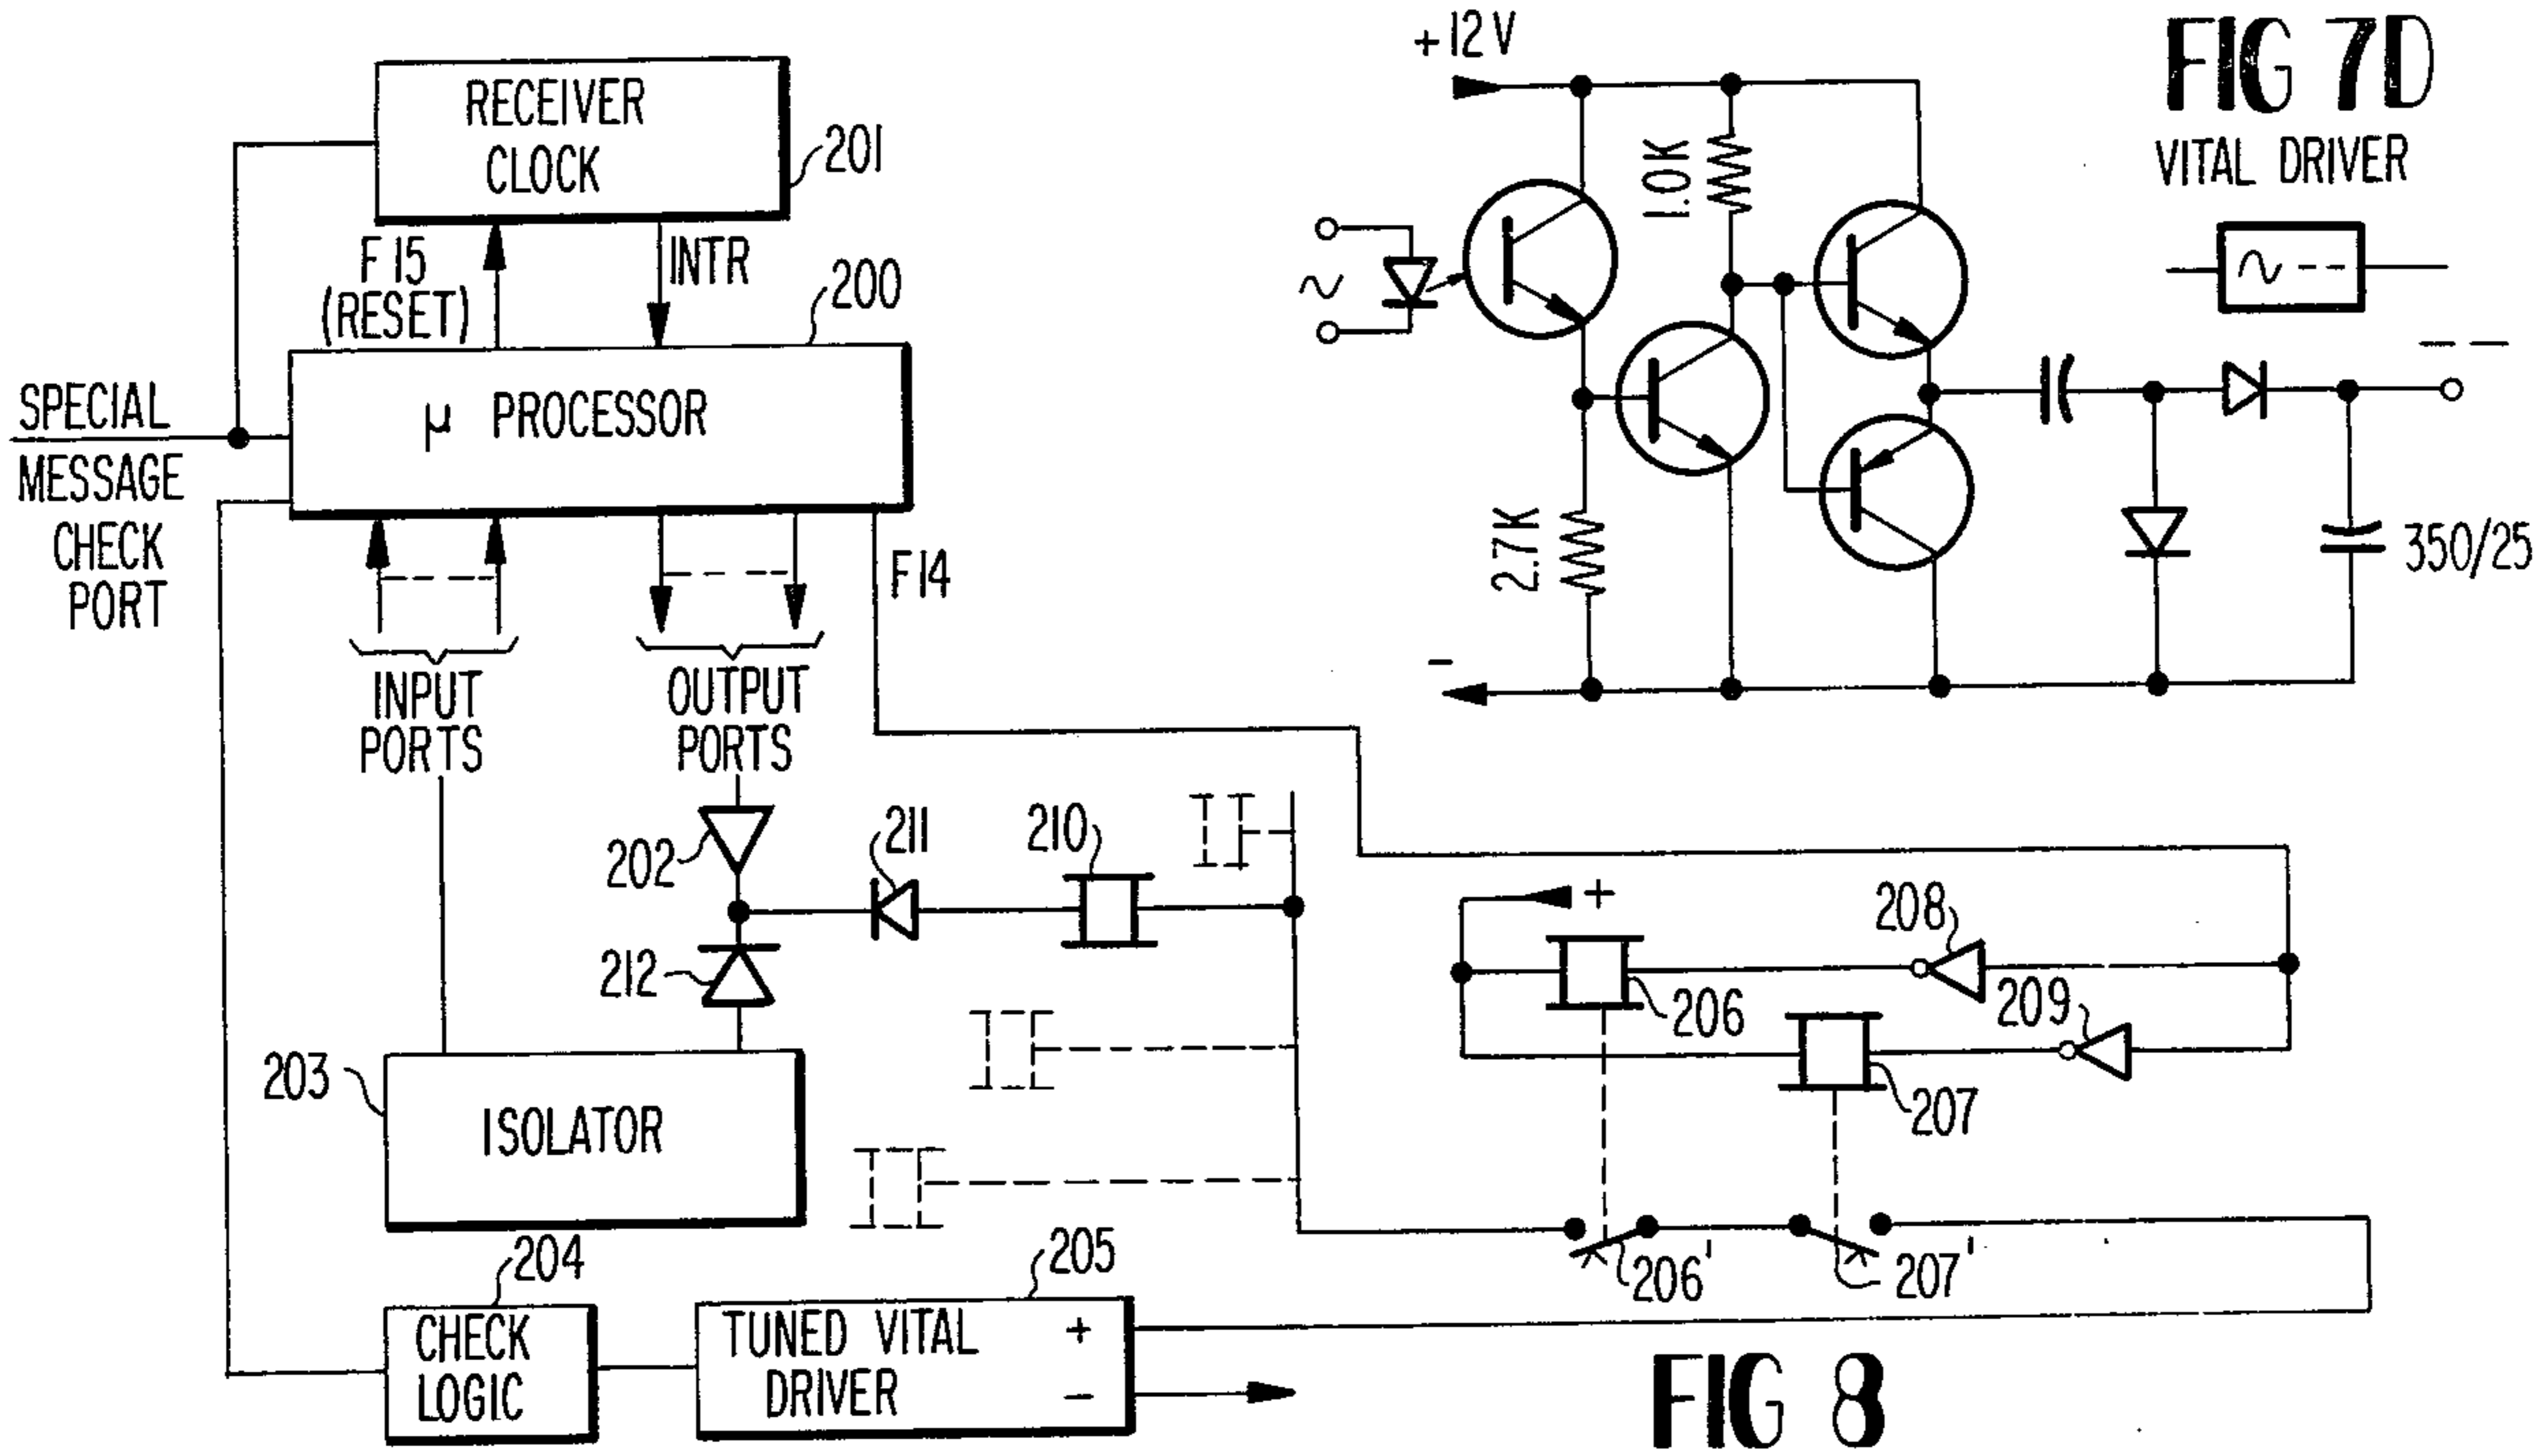 RECEIVER
CLOCK
201
F15
(RESET)
INTR
200
SPECIAL
MESSAGE
CHECK
PORT
μ PROCESSOR
F14
INPUT
PORTS
OUTPUT
PORTS
202
211
210
212
203
ISOLATOR
204
CHECK
LOGIC
205
TUNED VITAL
DRIVER
+
-
+
208
206
209
207
206'
207'
FIG 8
FIG 7D
VITAL DRIVER
+12V
1.0K
2.7K
∼
-
∼ ---
-- 
350/25